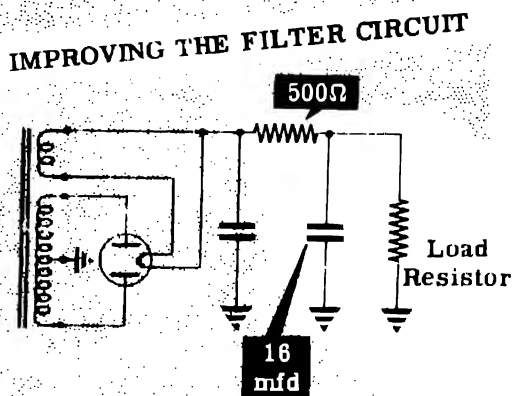 IMPROVING THE FILTER CIRCUIT
500Ω
Load
Resistor
16
mfd